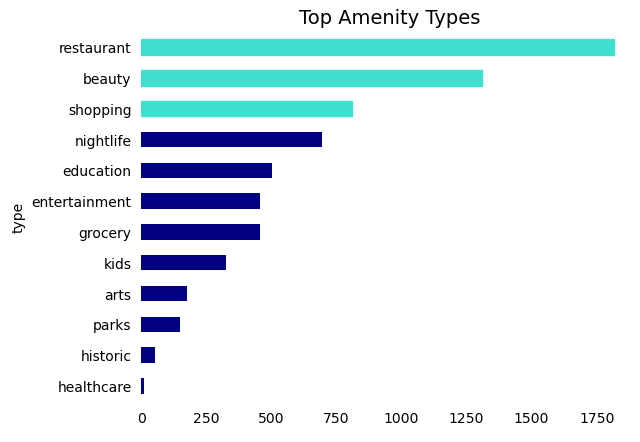 Top Amenity Types
restaurant
beauty
shopping
nightlife
education
entertainment
grocery
kids
arts
parks
historic
healthcare
type
0 250 500 750 1000 1250 1500 1750